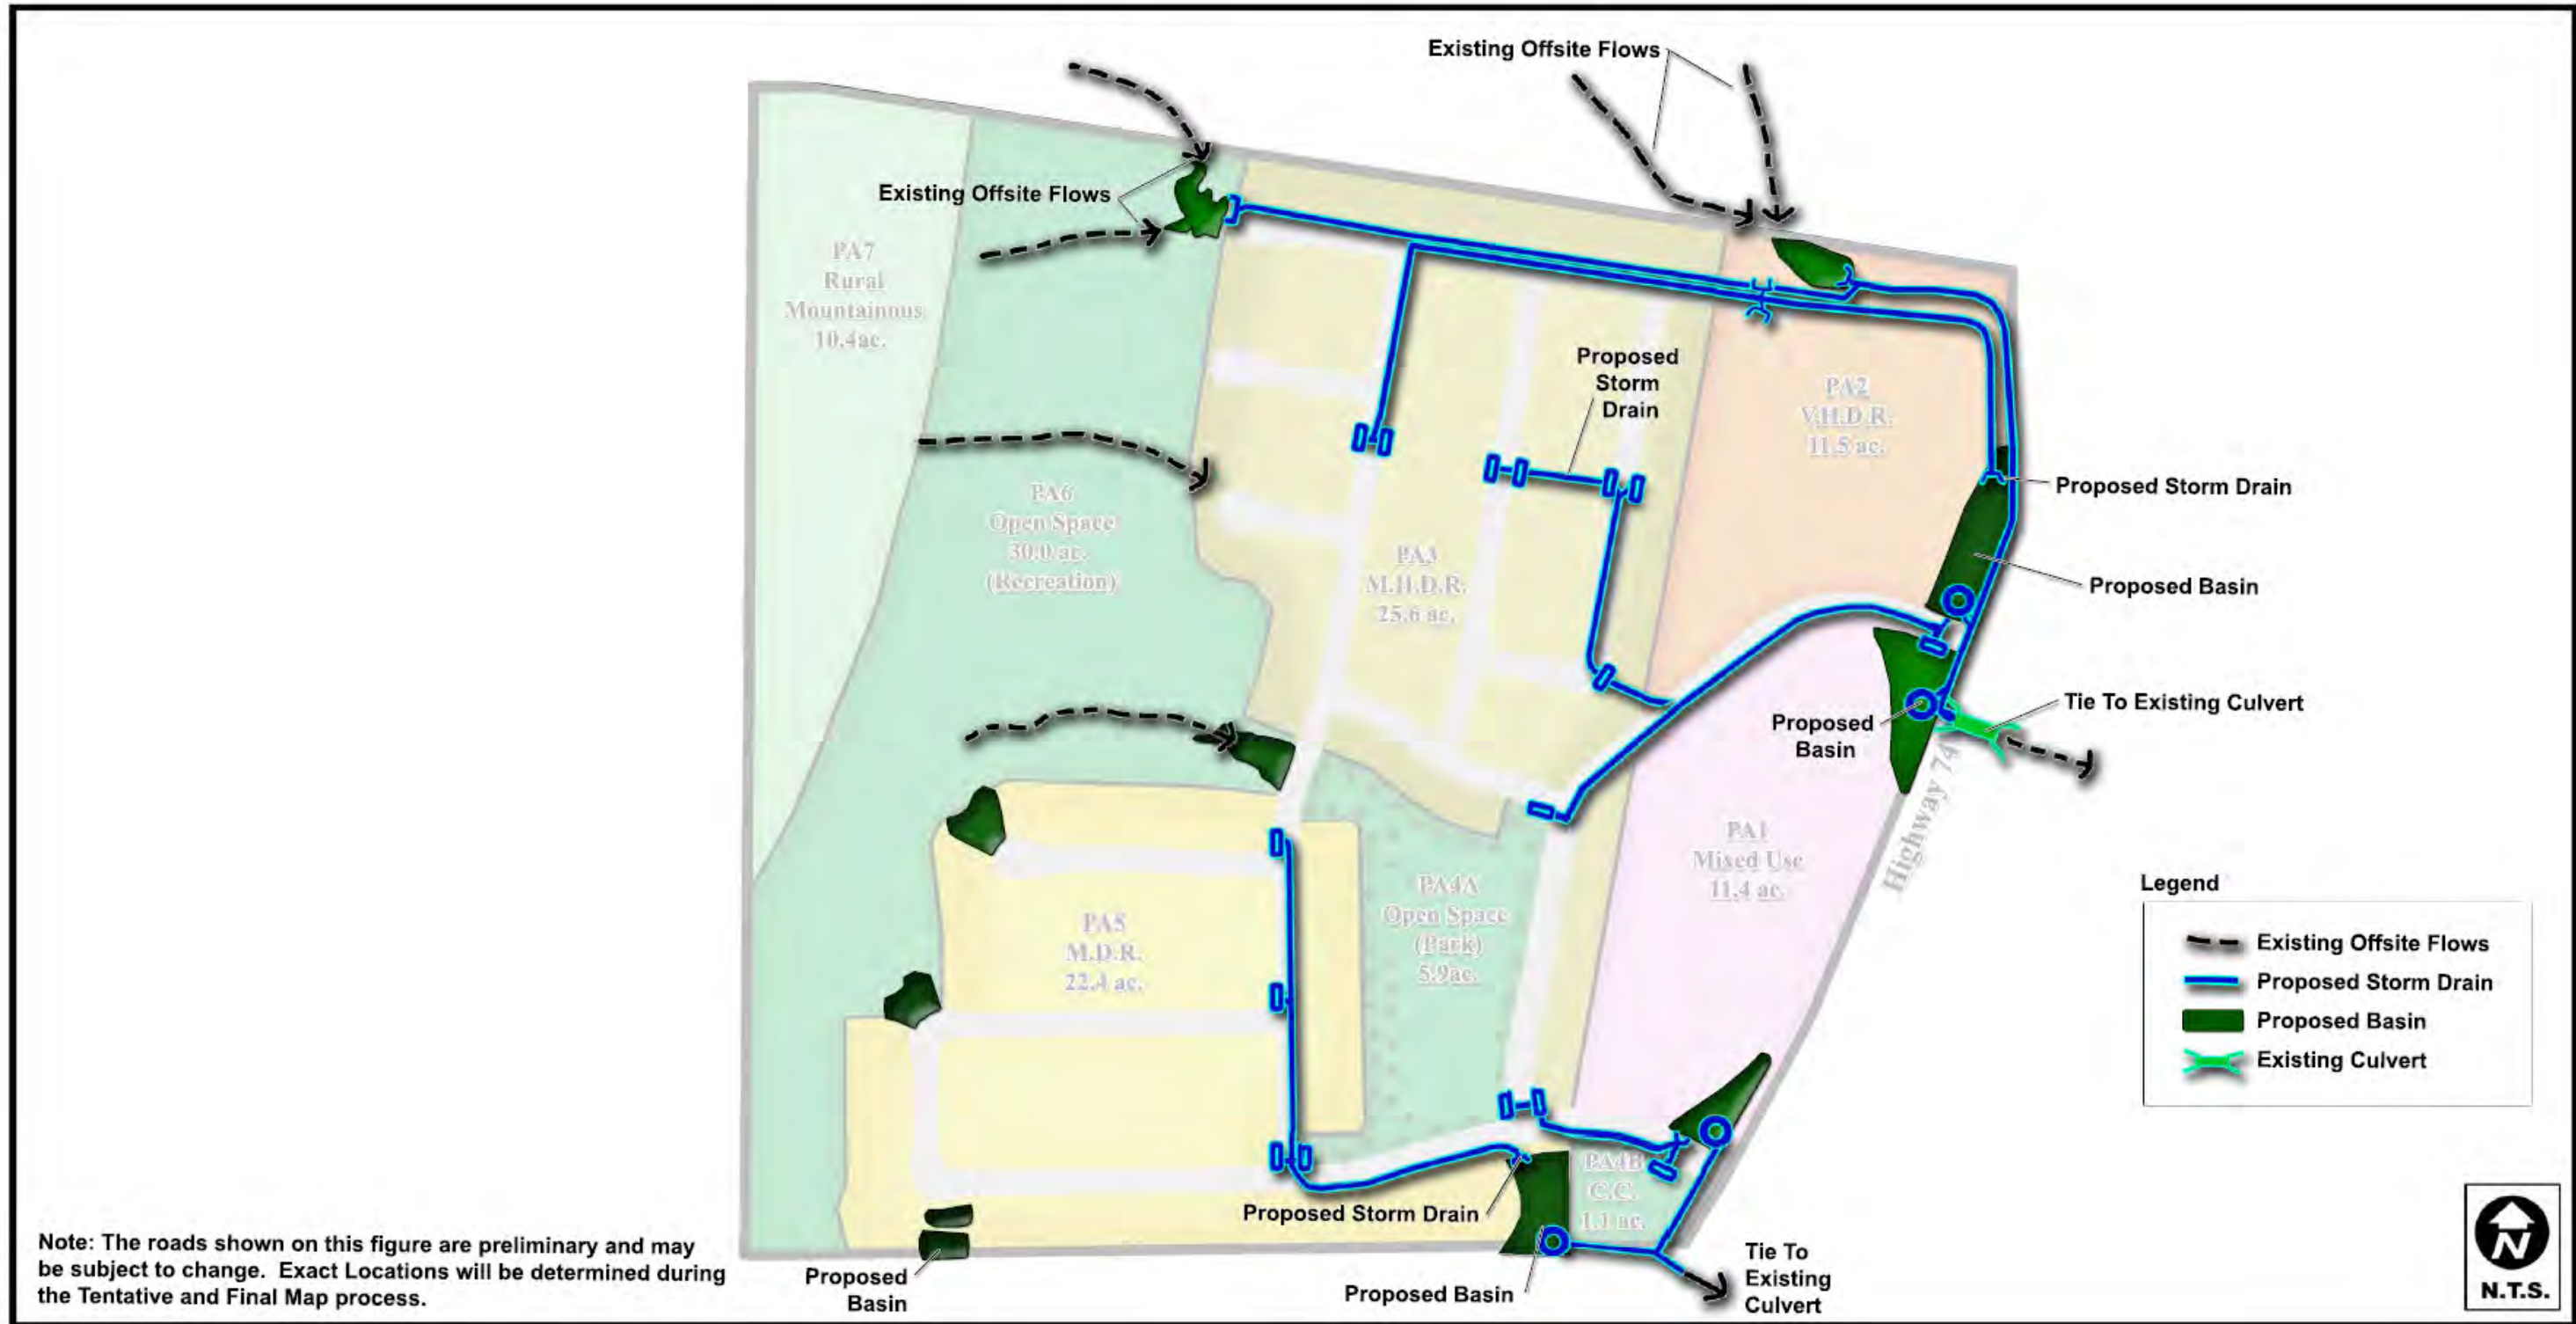 Existing Offsite Flows
Existing Offsite Flows
PA7
Rural
Mountainous
10.4ac.
Proposed
Storm
Drain
PA2
V.H.D.R.
11.5 ac.
Proposed Storm Drain
PA6
Open Space
30.0 ac.
(Recreation)
PA3
M.H.D.R.
25.6 ac.
Proposed Basin
Tie To Existing Culvert
Proposed
Basin
Highway 74
PA1
Mixed Use
11.4 ac.
PA4A
Open Space
(Park)
5.9ac.
PA5
M.D.R.
22.4 ac.
Legend
Existing Offsite Flows
Proposed Storm Drain
Proposed Basin
Existing Culvert
PA4B
C.C.
1.1 ac.
Proposed Storm Drain
Note: The roads shown on this figure are preliminary and may
be subject to change. Exact Locations will be determined during
the Tentative and Final Map process.
Proposed
Basin
Proposed Basin
Tie To
Existing
Culvert
N
N.T.S.